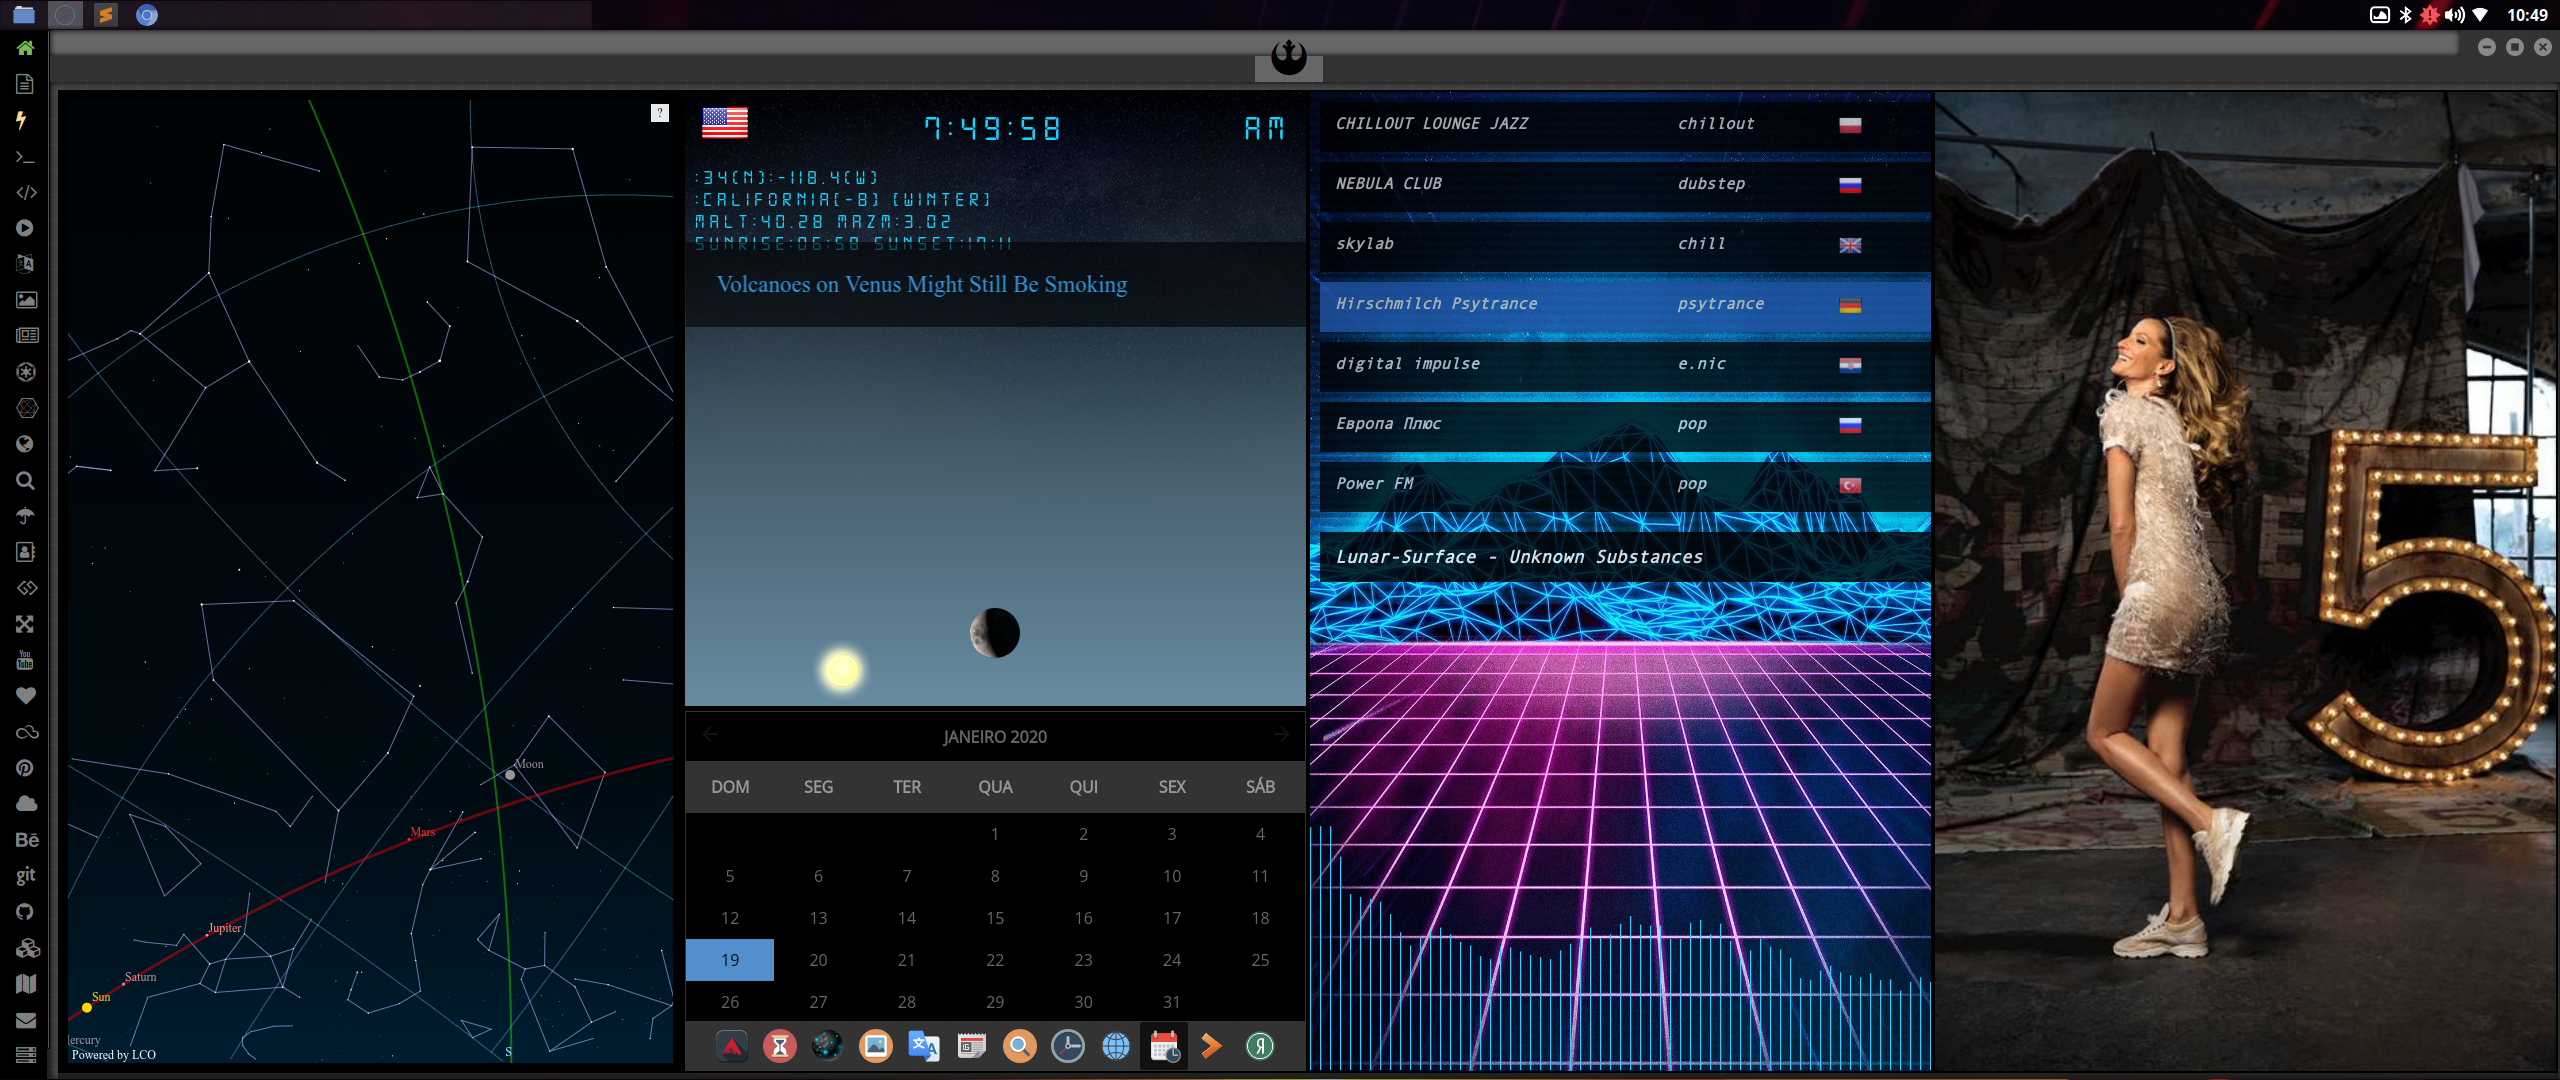 10:49
?
Moon
Mars
Jupiter
Saturn
Sun
ercury
Powered by LCO
S
You
Tube
Bē
git
7:49:58
AM
:34(N):-118.4(W)
:CALIFORNIA(-8) (WINTER)
MALT:40.28 MAZM:3.02
SUNRISE:06:58 SUNSET:17:11
Volcanoes on Venus Might Still Be Smoking
JANEIRO 2020
DOM SEG TER QUA QUI SEX SÁB
1 2 3 4
5 6 7 8 9 10 11
12 13 14 15 16 17 18
19 20 21 22 23 24 25
26 27 28 29 30 31
CHILLOUT LOUNGE JAZZ chillout
NEBULA CLUB dubstep
skylab chill
Hirschmilch Psytrance psytrance
digital impulse e.nic
Европа Плюс pop
Power FM pop
Lunar-Surface - Unknown Substances
5